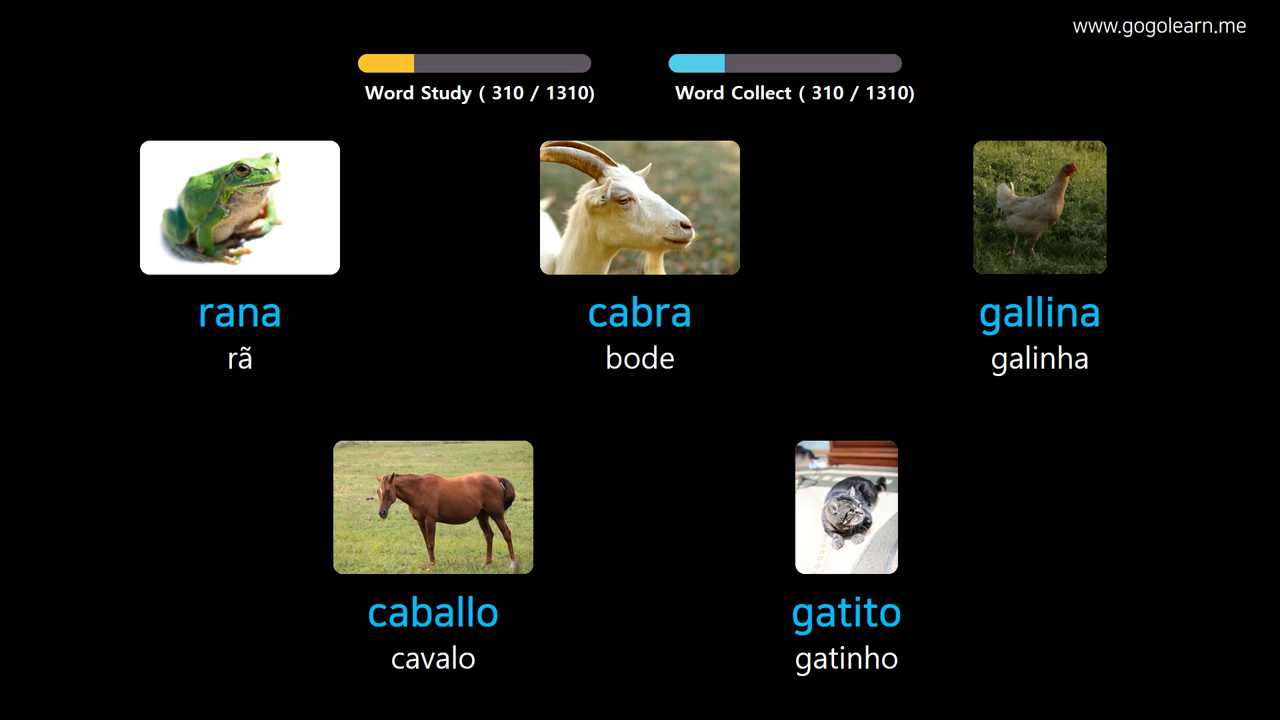 www.gogolearn.me
Word Study ( 310 / 1310)
Word Collect ( 310 / 1310)
rana
rã
cabra
bode
gallina
galinha
caballo
cavalo
gatito
gatinho